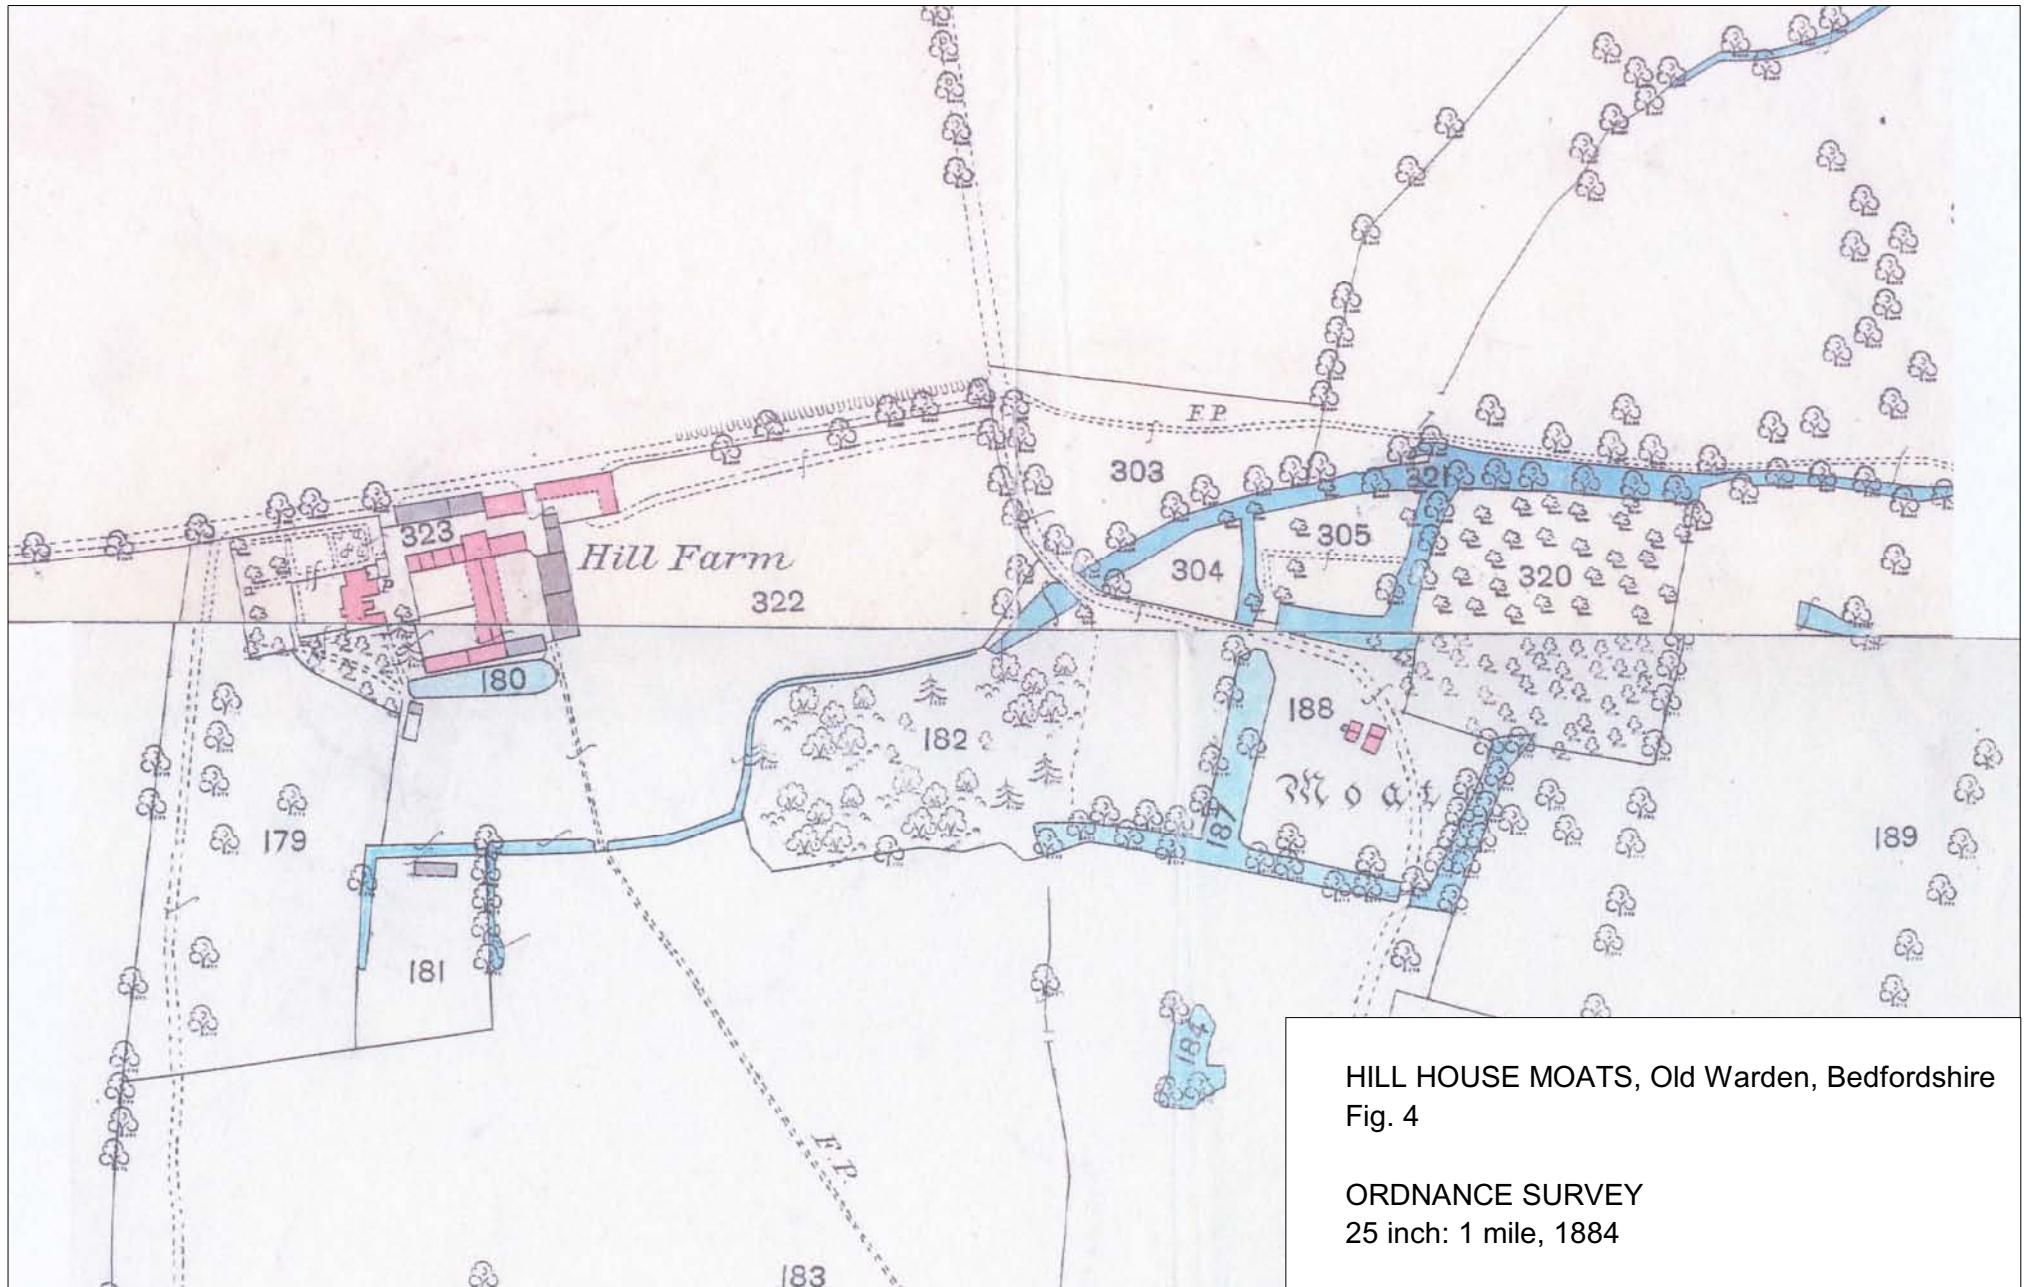 F.P.
303
321
323
305
Hill Farm
304
320
322
180
188
182
Moat
187
179
189
181
184
F.P.
183
HILL HOUSE MOATS, Old Warden, Bedfordshire
Fig. 4
ORDNANCE SURVEY
25 inch: 1 mile, 1884